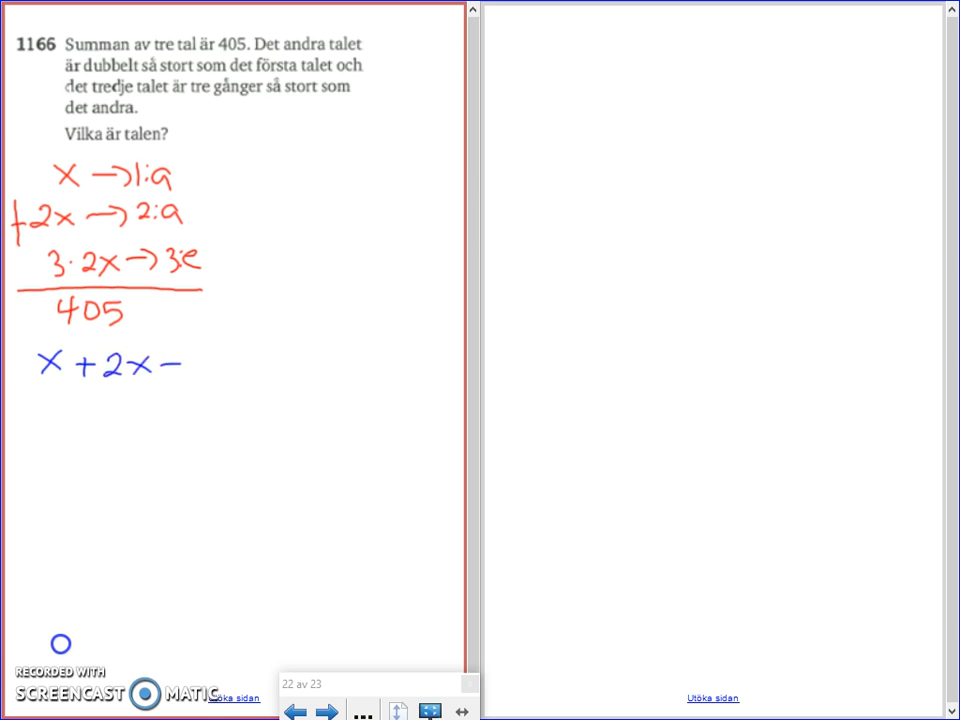 1166 Summan av tre tal är 405. Det andra talet
är dubbelt så stort som det första talet och
det tredje talet är tre gånger så stort som
det andra.
Vilka är talen?
x → 1:a
+ 2x → 2:a
3 · 2x → 3:e
405
x + 2x −
RECORDED WITH
SCREENCAST MATIC
Utöka sidan
22 av 23
Utöka sidan